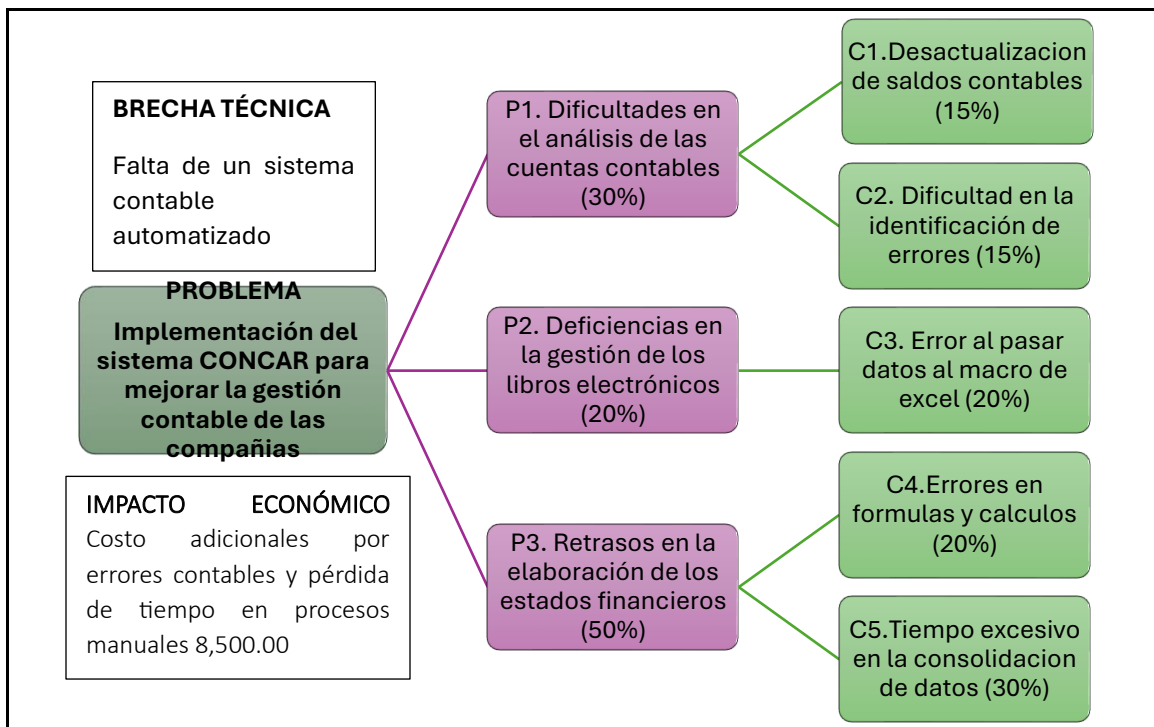 BRECHA TÉCNICA
Falta de un sistema
contable
automatizado
PROBLEMA
Implementación del
sistema CONCAR para
mejorar la gestión
contable de las
compañias
IMPACTO ECONÓMICO
Costo adicionales por
errores contables y pérdida
de tiempo en procesos
manuales 8,500.00
P1. Dificultades en
el análisis de las
cuentas contables
(30%)
P2. Deficiencias en
la gestión de los
libros electrónicos
(20%)
P3. Retrasos en la
elaboración de los
estados financieros
(50%)
C1.Desactualizacion
de saldos contables
(15%)
C2. Dificultad en la
identificación de
errores (15%)
C3. Error al pasar
datos al macro de
excel (20%)
C4.Errores en
formulas y calculos
(20%)
C5.Tiempo excesivo
en la consolidacion
de datos (30%)